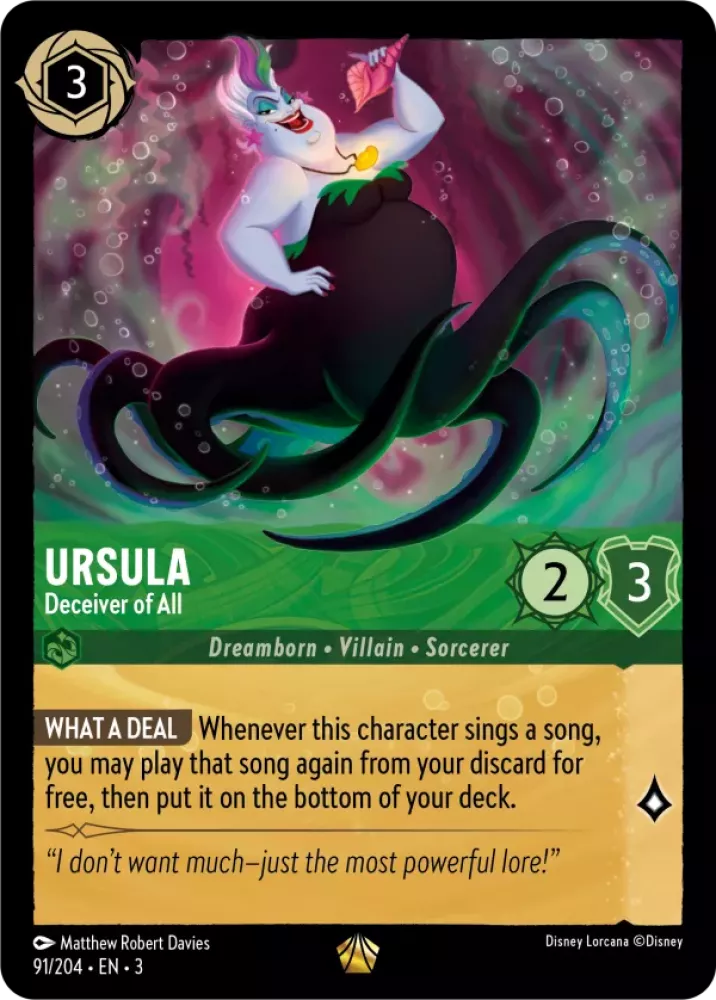 3
URSULA
Deceiver of All
2
3
Dreamborn • Villain • Sorcerer
WHAT A DEAL Whenever this character sings a song,
you may play that song again from your discard for
free, then put it on the bottom of your deck.
“I don’t want much–just the most powerful lore!”
Matthew Robert Davies
Disney Lorcana ©Disney
91/204 • EN • 3